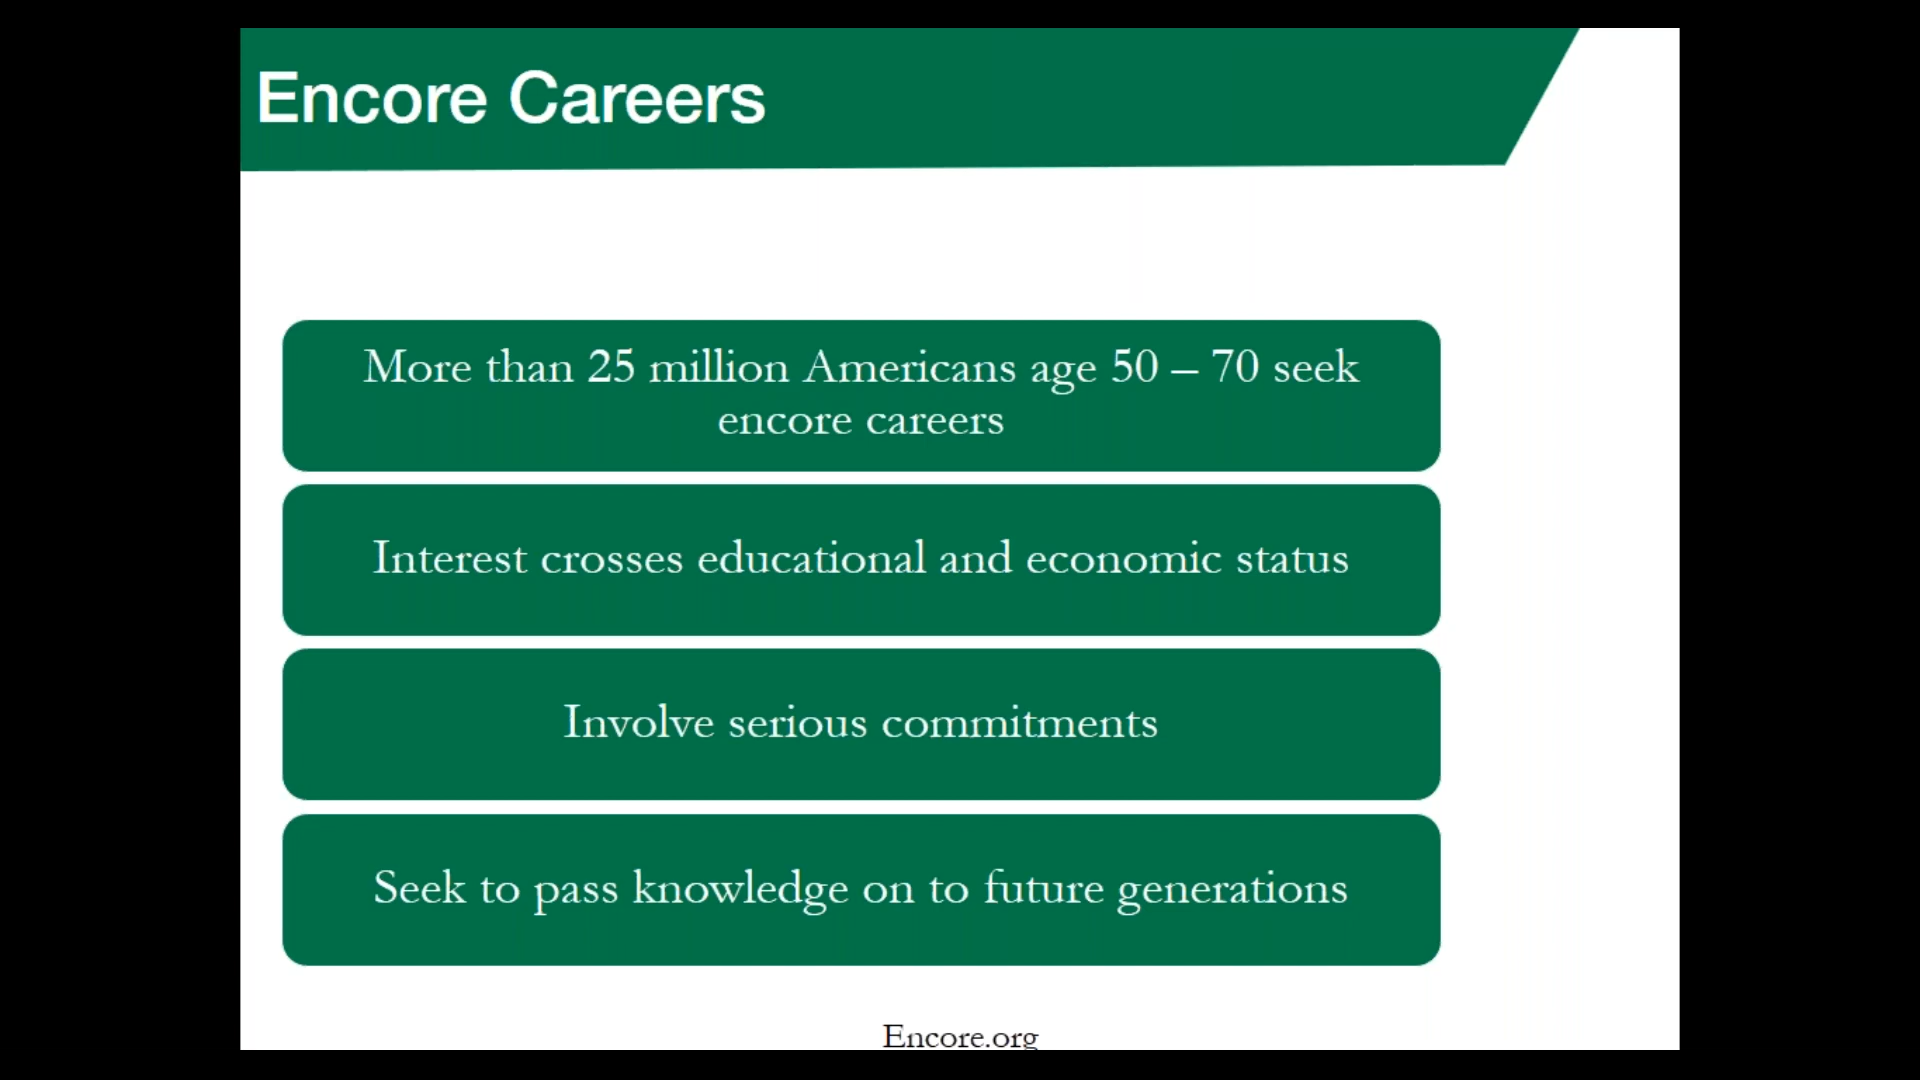 Encore Careers
More than 25 million Americans age 50 – 70 seek
encore careers
Interest crosses educational and economic status
Involve serious commitments
Seek to pass knowledge on to future generations
Encore.org